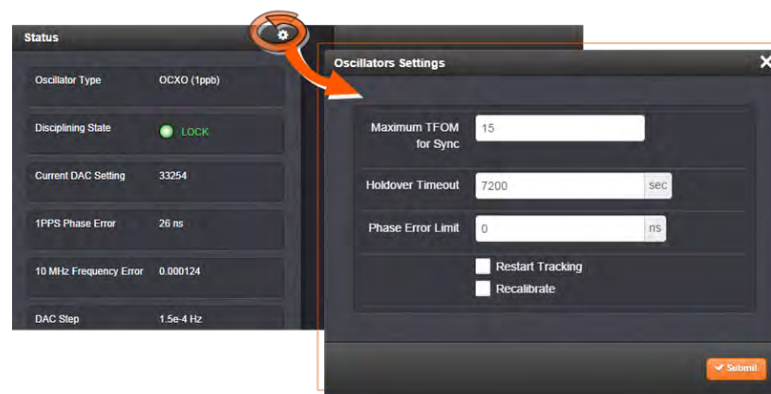 Status
Oscillator Type OCXO (1ppb)
Disciplining State LOCK
Current DAC Setting 33254
1PPS Phase Error 26 ns
10 MHz Frequency Error 0.000124
DAC Step 1.5e-4 Hz
Oscillators Settings
Maximum TFOM
for Sync
15
Holdover Timeout 7200 sec
Phase Error Limit 0 ns
Restart Tracking
Recalibrate
Submit